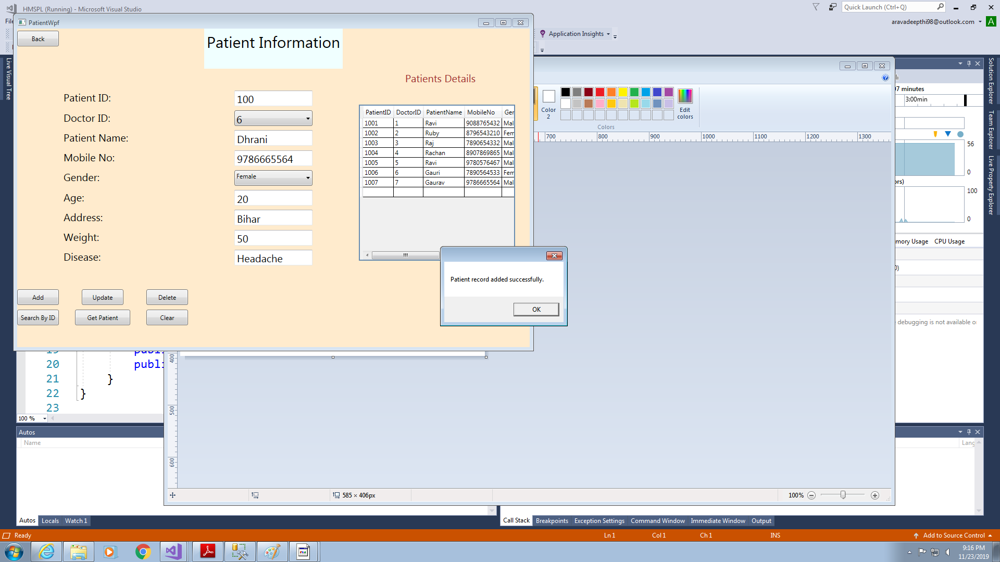 HMSPL (Running) - Microsoft Visual Studio
Quick Launch (Ctrl+Q)
PatientWpf
aravadeepthi98@outlook.com
A
Back
Patient Information
Application Insights
Live Visual Tree
Patients Details
Patient ID: 100
Doctor ID: 6
Patient Name: Dhrani
Mobile No: 9786665564
Gender: Female
Age: 20
Address: Bihar
Weight: 50
Disease: Headache
PatientID DoctorID PatientName MobileNo Gen
1001 1 Ravi 9088765432 Mal
1002 2 Ruby 8796543210 Fem
1003 3 Raj 7890654332 Mal
1004 4 Rachan 8907869865 Mal
1005 5 Ravi 9780576467 Mal
1006 6 Gauri 7890564533 Fem
1007 7 Gaurav 9786665564 Mal
Patient record added successfully.
OK
Add Update Delete
Search By ID Get Patient Clear
Color 2
Edit colors
Colors
700 800 900 1000 1100 1200 1300
400
500
600
585 × 406px
100%
7 minutes
3:00min
56
0
100
0
mory Usage CPU Usage
debugging is not available o
Solution Explorer
Team Explorer
Live Property Explorer
20 publi
21 }
22 }
23
100 %
Autos
Name
Lang
Autos Locals Watch 1
Call Stack Breakpoints Exception Settings Command Window Immediate Window Output
Ready
Ln 1 Col 1 Ch 1 INS
Add to Source Control
9:16 PM
11/23/2019